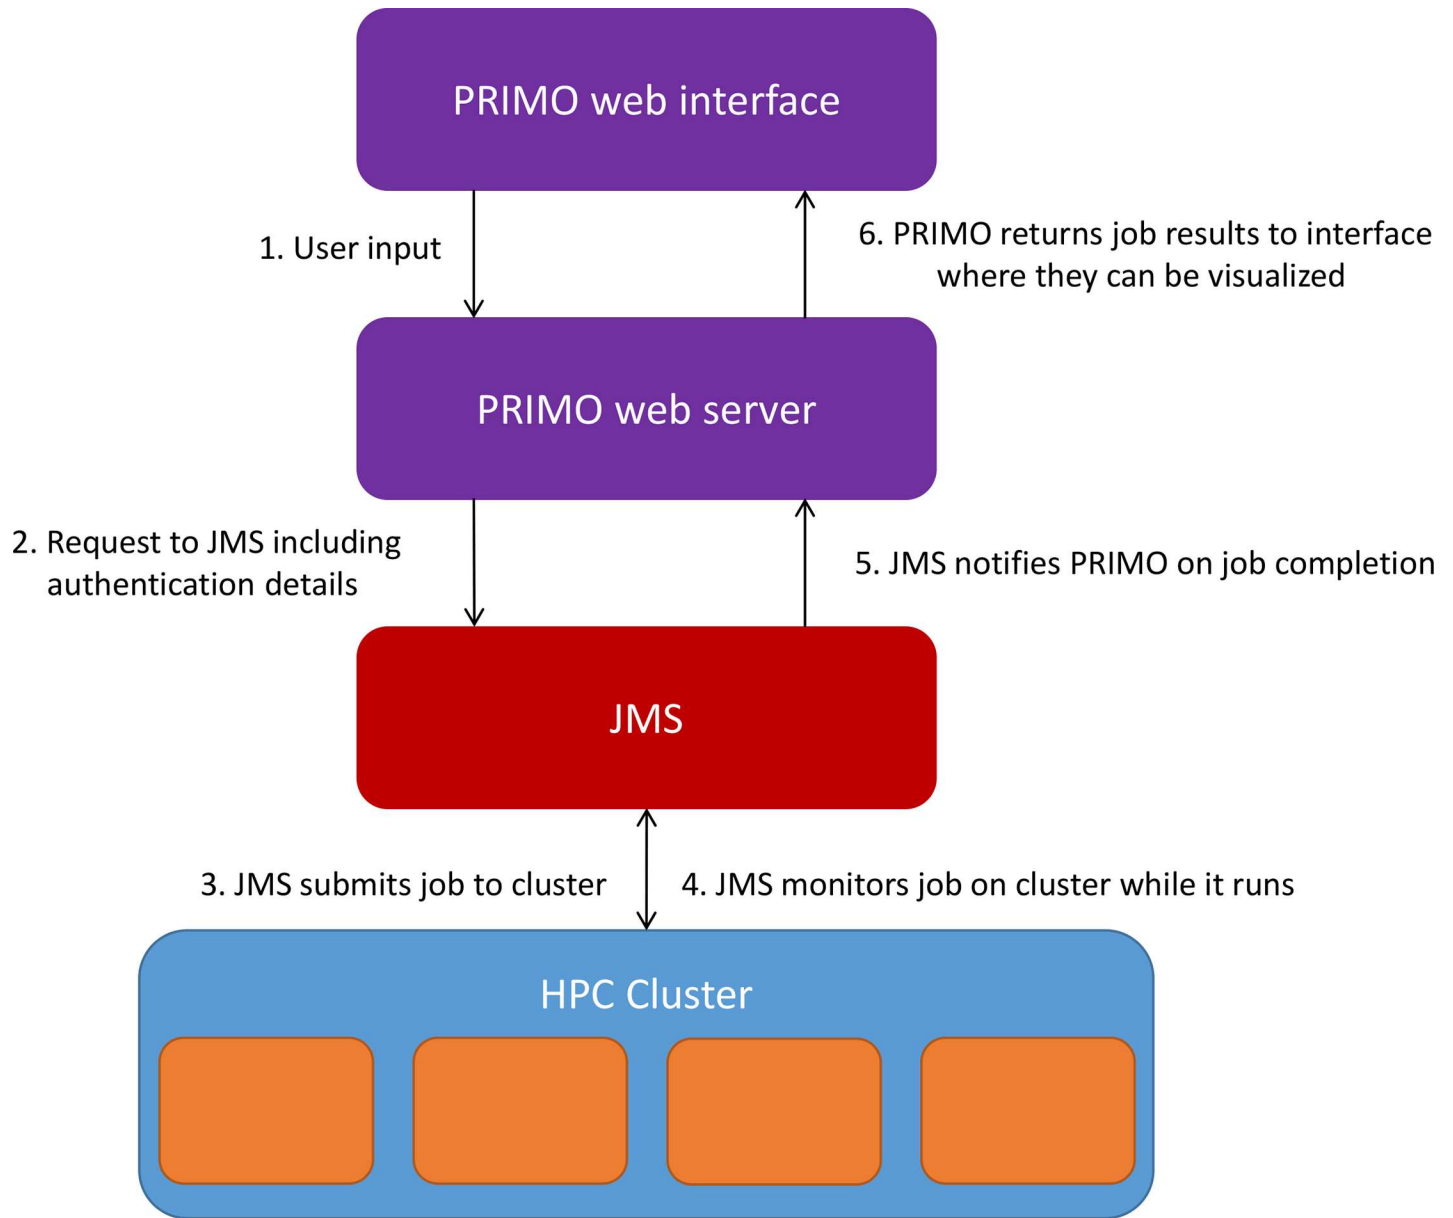 PRIMO web interface
1. User input
6. PRIMO returns job results to interface
where they can be visualized
PRIMO web server
2. Request to JMS including
authentication details
5. JMS notifies PRIMO on job completion
JMS
3. JMS submits job to cluster
4. JMS monitors job on cluster while it runs
HPC Cluster